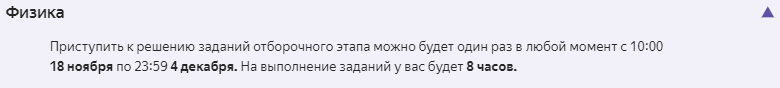 Физика
Приступить к решению заданий отборочного этапа можно будет один раз в любой момент с 10:00
18 ноября по 23:59 4 декабря. На выполнение заданий у вас будет 8 часов.